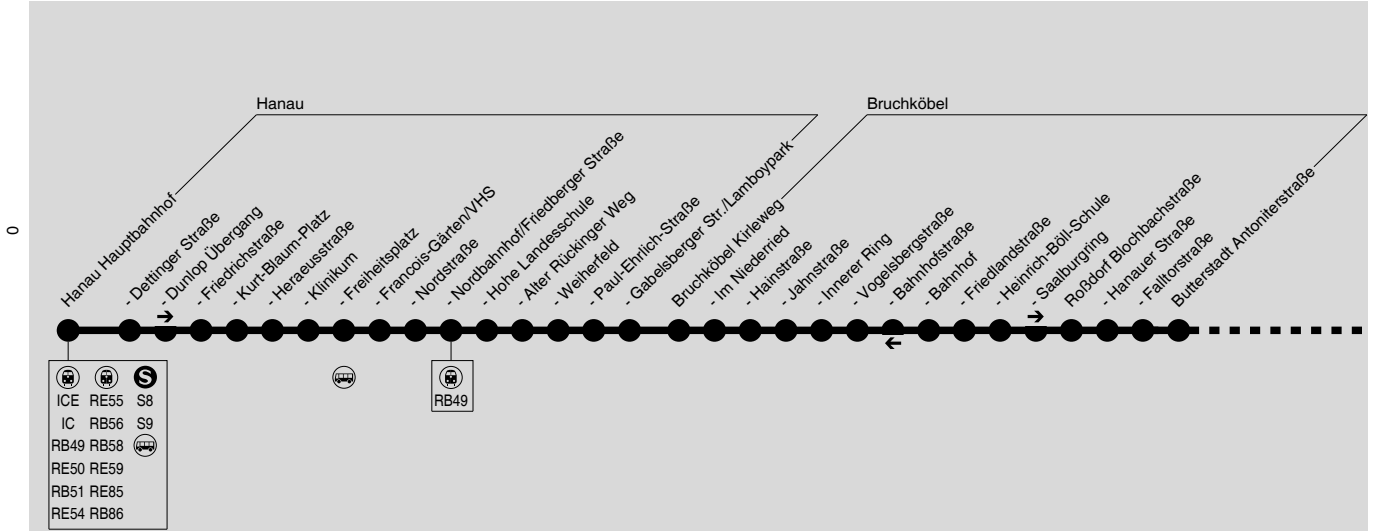 0
Hanau
Bruchköbel
Hanau Hauptbahnhof
- Dettinger Straße
- Dunlop Übergang
- Friedrichstraße
- Kurt-Blaum-Platz
- Heraeusstraße
- Klinikum
- Freiheitsplatz
- Francois-Gärten/VHS
- Nordstraße
- Nordbahnhof/Friedberger Straße
- Hohe Landesschule
- Alter Rückinger Weg
- Weiherfeld
- Paul-Ehrlich-Straße
- Gabelsberger Str./Lamboypark
Bruchköbel Kirleweg
- Im Niederried
- Hainstraße
- Jahnstraße
- Innerer Ring
- Vogelsbergstraße
- Bahnhofstraße
- Bahnhof
- Friedlandstraße
- Heinrich-Böll-Schule
- Saalburgring
Roßdorf Blochbachstraße
- Hanauer Straße
- Falltorstraße
Butterstadt Antoniterstraße
S
ICE RE55 S8
IC RB56 S9
RB49 RB58
RE50 RE59
RB51 RE85
RE54 RB86
RB49